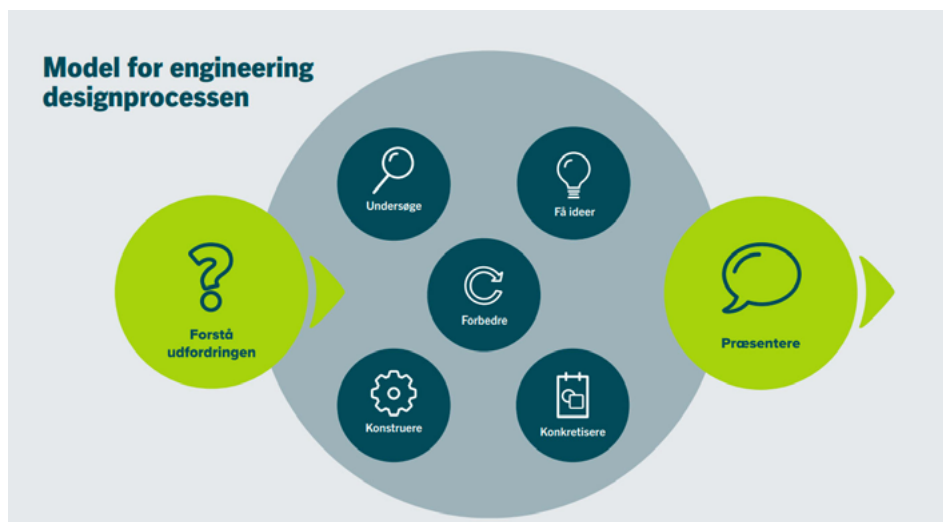 Model for engineering
designprocessen
Undersøge
Få ideer
Forstå
udfordringen
Forbedre
Præsentere
Konstruere
Konkretisere